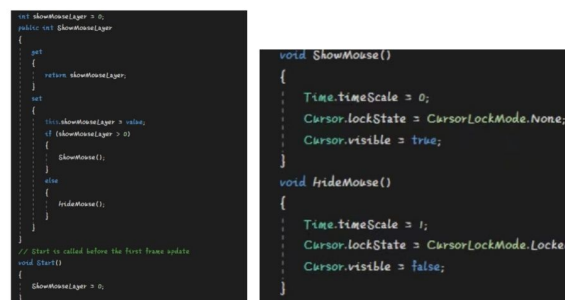 int showMouseLayer = 0;
public int ShowMouseLayer
{
get
{
return showMouseLayer;
}
set
{
this.showMouseLayer = value;
if (showMouseLayer > 0)
{
ShowMouse();
}
else
{
HideMouse();
}
}
}
// Start is called before the first frame update
void Start()
{
ShowMouseLayer = 0;
}
void ShowMouse()
{
Time.timeScale = 0;
Cursor.lockState = CursorLockMode.None;
Cursor.visible = true;
}
void HideMouse()
{
Time.timeScale = 1;
Cursor.lockState = CursorLockMode.Locke
Cursor.visible = false;
}